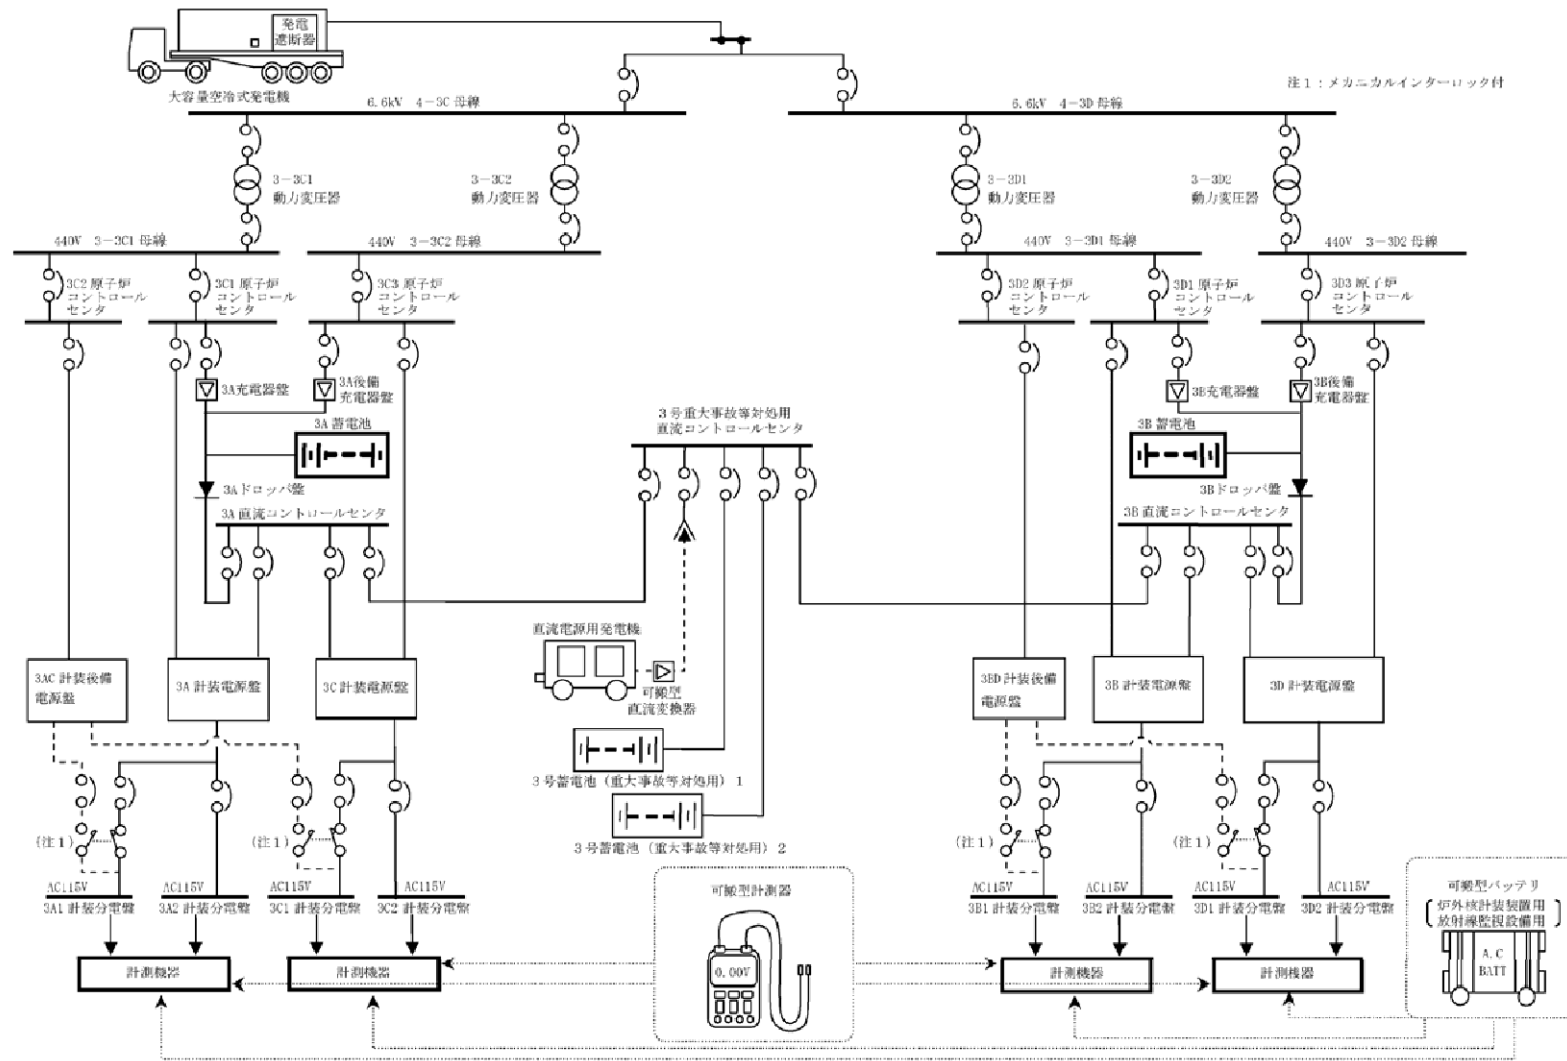 発電
遮断器
大容量空冷式発電機
注1：メカニカルインターロック付
6.6kV 4－3C 母線
6.6kV 4－3D 母線
3－3C1
動力変圧器
3－3C2
動力変圧器
3－3D1
動力変圧器
3－3D2
動力変圧器
440V 3－3C1 母線
440V 3－3C2 母線
440V 3－3D1 母線
440V 3－3D2 母線
3C2 原子炉
コントロール
センタ
3C1 原子炉
コントロール
センタ
3C3 原子炉
コントロール
センタ
3D2 原子炉
コントロール
センタ
3D1 原子炉
コントロール
センタ
3D3 原子炉
コントロール
センタ
3A充電器盤
3A後備
充電器盤
3B充電器盤
3B後備
充電器盤
3A 蓄電池
3B 蓄電池
3号重大事故等対処用
直流コントロールセンタ
3Aドロッパ盤
3Bドロッパ盤
3A 直流コントロールセンタ
3B 直流コントロールセンタ
直流電源用発電機
可搬型
直流変換器
3AC 計装後備
電源盤
3A 計装電源盤
3C 計装電源盤
3BD 計装後備
電源盤
3B 計装電源盤
3D 計装電源盤
3号蓄電池（重大事故等対処用）1
3号蓄電池（重大事故等対処用）2
(注1)
(注1)
(注1)
(注1)
AC115V
3A1 計装分電盤
AC115V
3A2 計装分電盤
AC115V
3C1 計装分電盤
AC115V
3C2 計装分電盤
AC115V
3B1 計装分電盤
AC115V
3B2 計装分電盤
AC115V
3D1 計装分電盤
AC115V
3D2 計装分電盤
可搬型計測器
0.00V
可搬型バッテリ
炉外核計装装置用
放射線監視設備用
A.C
BATT
計測機器
計測機器
計測機器
計測機器